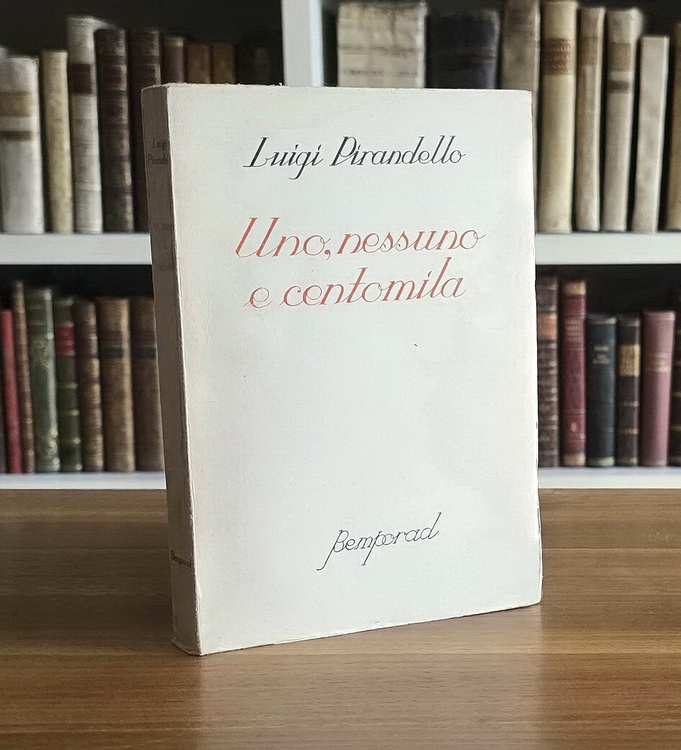 Luigi Pirandello
Uno, nessuno
e centomila
Bemporad